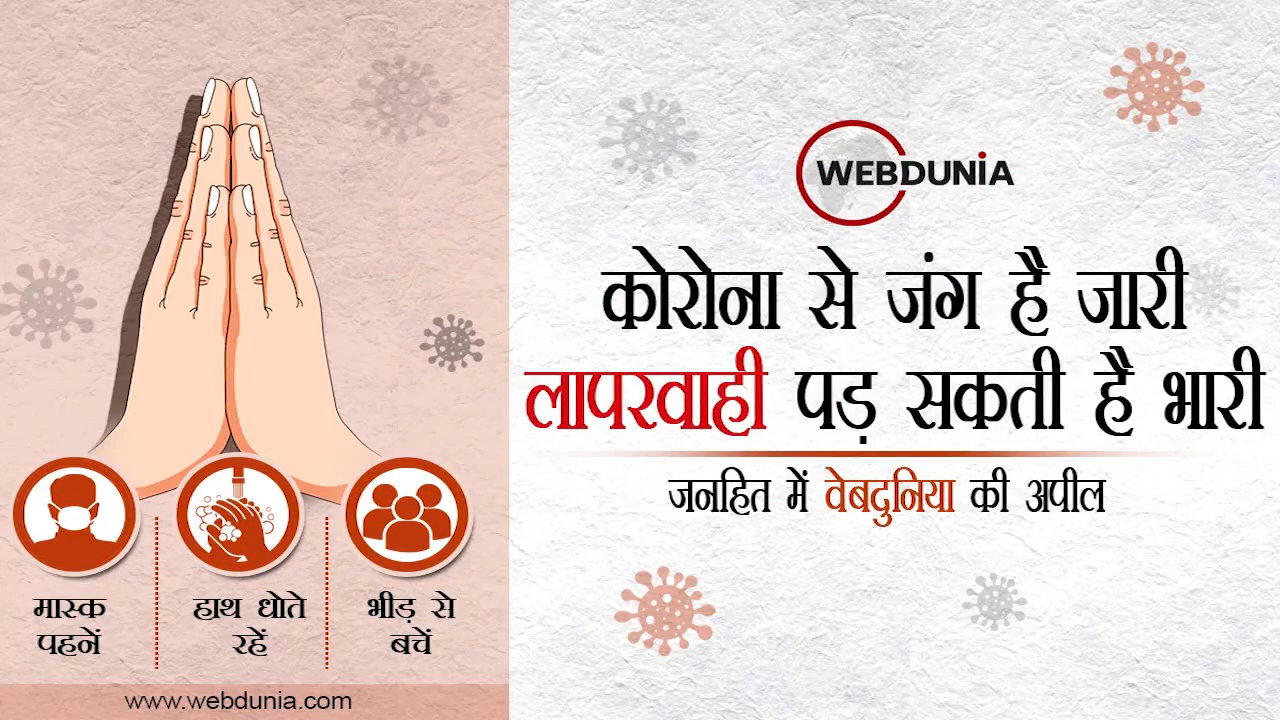 WEBDUNIA
कोरोना से जंग है जारी
लापरवाही पड़ सकती है भारी
जनहित में वेबदुनिया की अपील
मास्क
पहनें
हाथ धोते
रहें
भीड़ से
बचें
www.webdunia.com